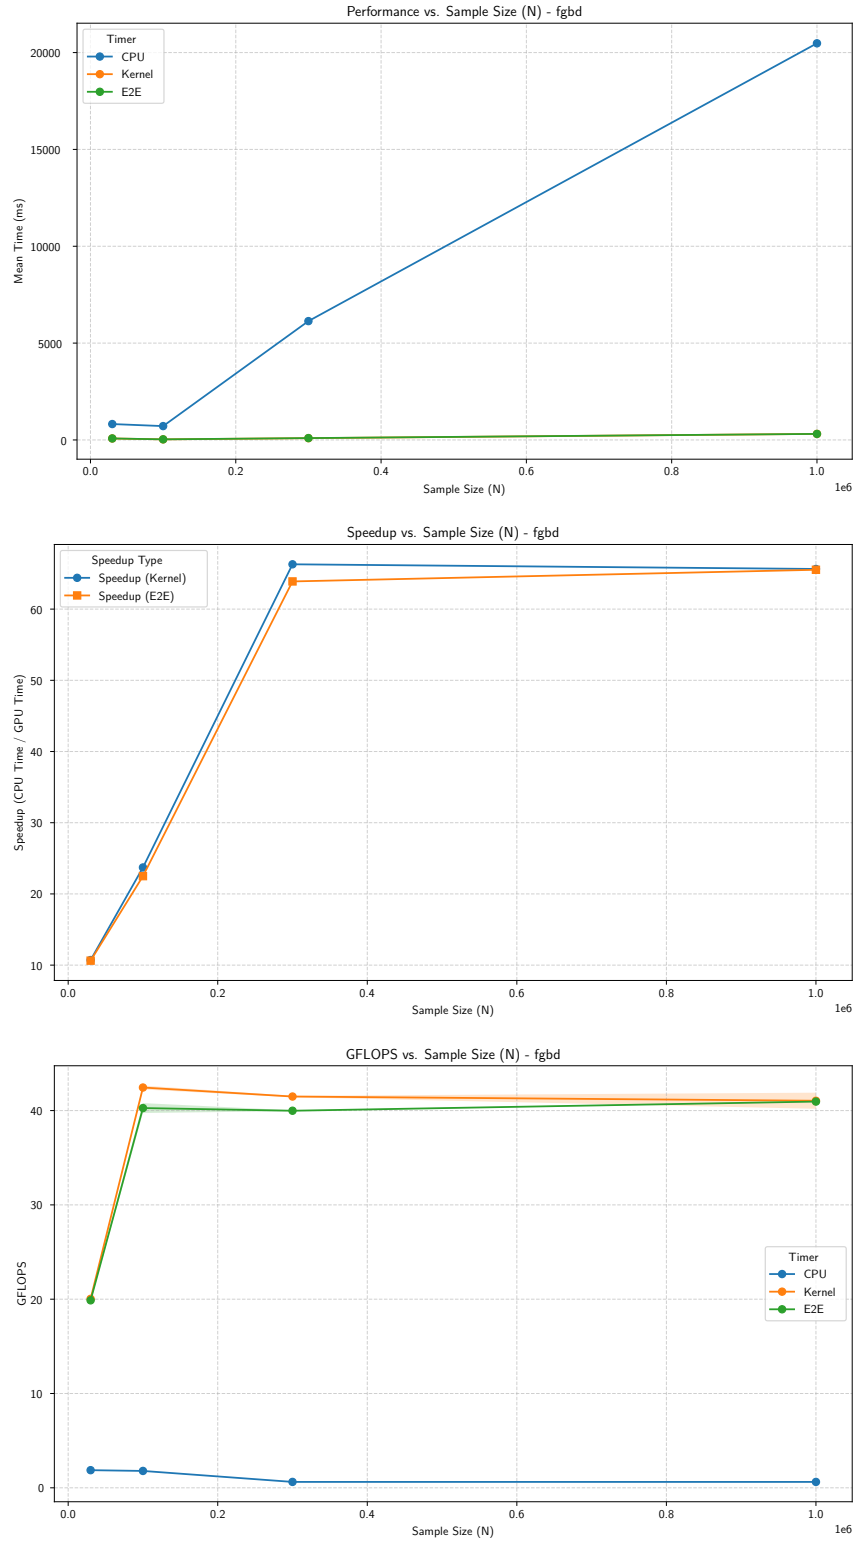 Performance vs. Sample Size (N) - fgbd
Timer
CPU
Kernel
E2E
20000
15000
10000
5000
0
Mean Time (ms)
0.0 0.2 0.4 0.6 0.8 1.0
1e6
Sample Size (N)
Speedup vs. Sample Size (N) - fgbd
Speedup Type
Speedup (Kernel)
Speedup (E2E)
60
50
40
30
20
10
Speedup (CPU Time / GPU Time)
0.0 0.2 0.4 0.6 0.8 1.0
1e6
Sample Size (N)
GFLOPS vs. Sample Size (N) - fgbd
40
30
20
10
0
GFLOPS
Timer
CPU
Kernel
E2E
0.0 0.2 0.4 0.6 0.8 1.0
1e6
Sample Size (N)